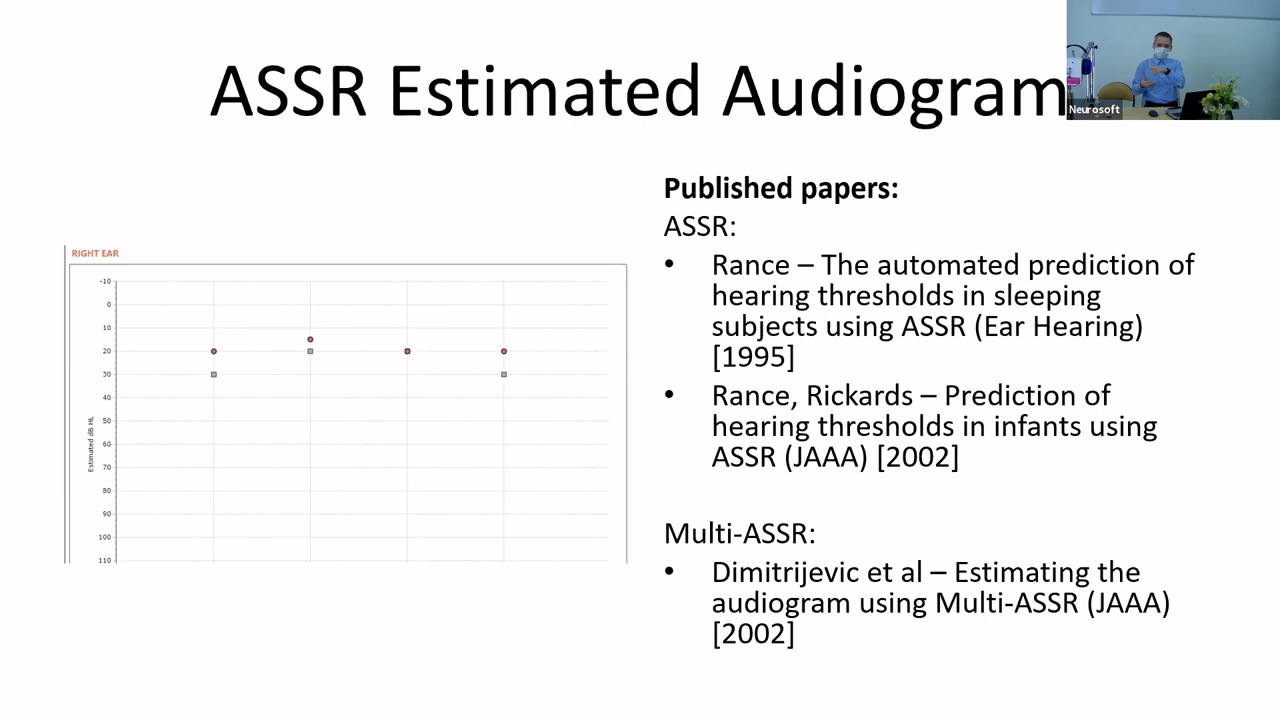 ASSR Estimated Audiogram
Neurosoft
Published papers:
ASSR:
• Rance – The automated prediction of
hearing thresholds in sleeping
subjects using ASSR (Ear Hearing)
[1995]
• Rance, Rickards – Prediction of
hearing thresholds in infants using
ASSR (JAAA) [2002]
Multi-ASSR:
• Dimitrijevic et al – Estimating the
audiogram using Multi-ASSR (JAAA)
[2002]
RIGHT EAR
-10
0
10
20
30
40
50
60
70
80
90
100
110
Estimated dB HL